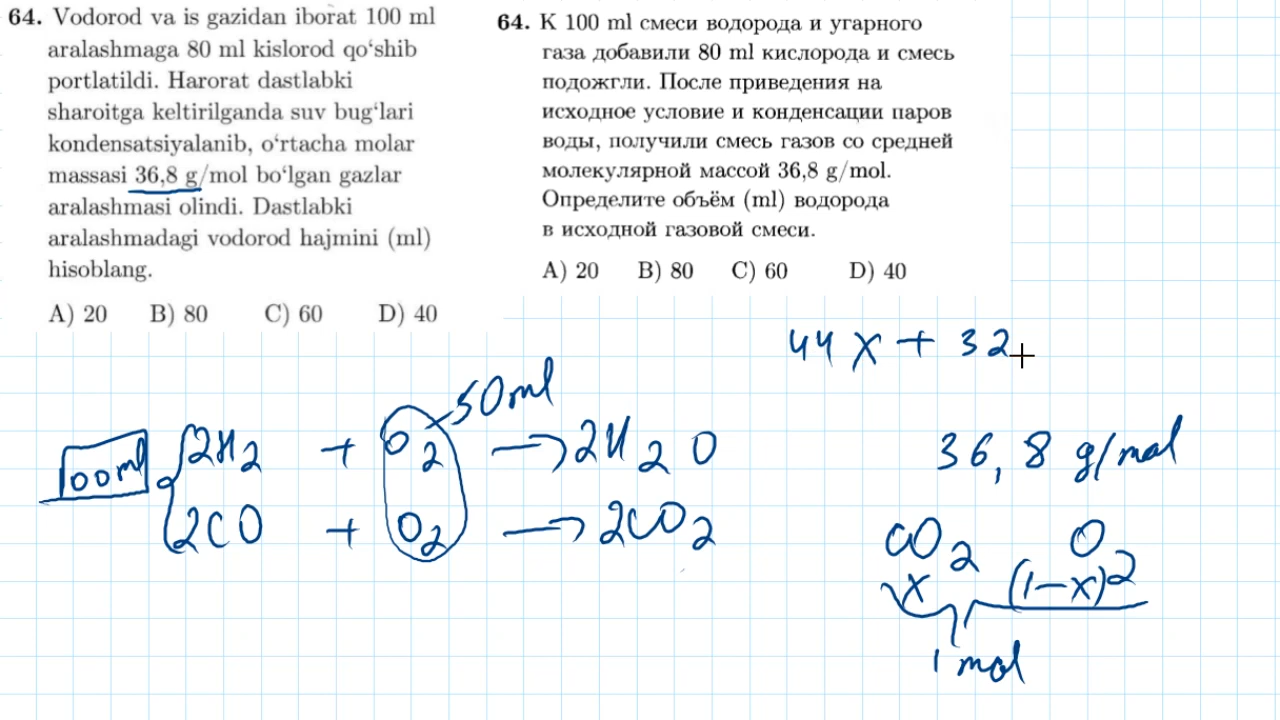 64. Vodorod va is gazidan iborat 100 ml
aralashmaga 80 ml kislorod qo‘shib
portlatildi. Harorat dastlabki
sharoitga keltirilganda suv bug‘lari
kondensatsiyalanib, o‘rtacha molar
massasi 36,8 g/mol bo‘lgan gazlar
aralashmasi olindi. Dastlabki
aralashmadagi vodorod hajmini (ml)
hisoblang.
A) 20 B) 80 C) 60 D) 40
64. К 100 ml смеси водорода и угарного
газа добавили 80 ml кислорода и смесь
подожгли. После приведения на
исходное условие и конденсации паров
воды, получили смесь газов со средней
молекулярной массой 36,8 g/mol.
Определите объём (ml) водорода
в исходной газовой смеси.
A) 20 B) 80 C) 60 D) 40
44x + 32
50ml
100ml
2H2 + O2 → 2H2O
2CO + O2 → 2CO2
36,8 g/mol
CO2 O2
x (1-x)
1 mol